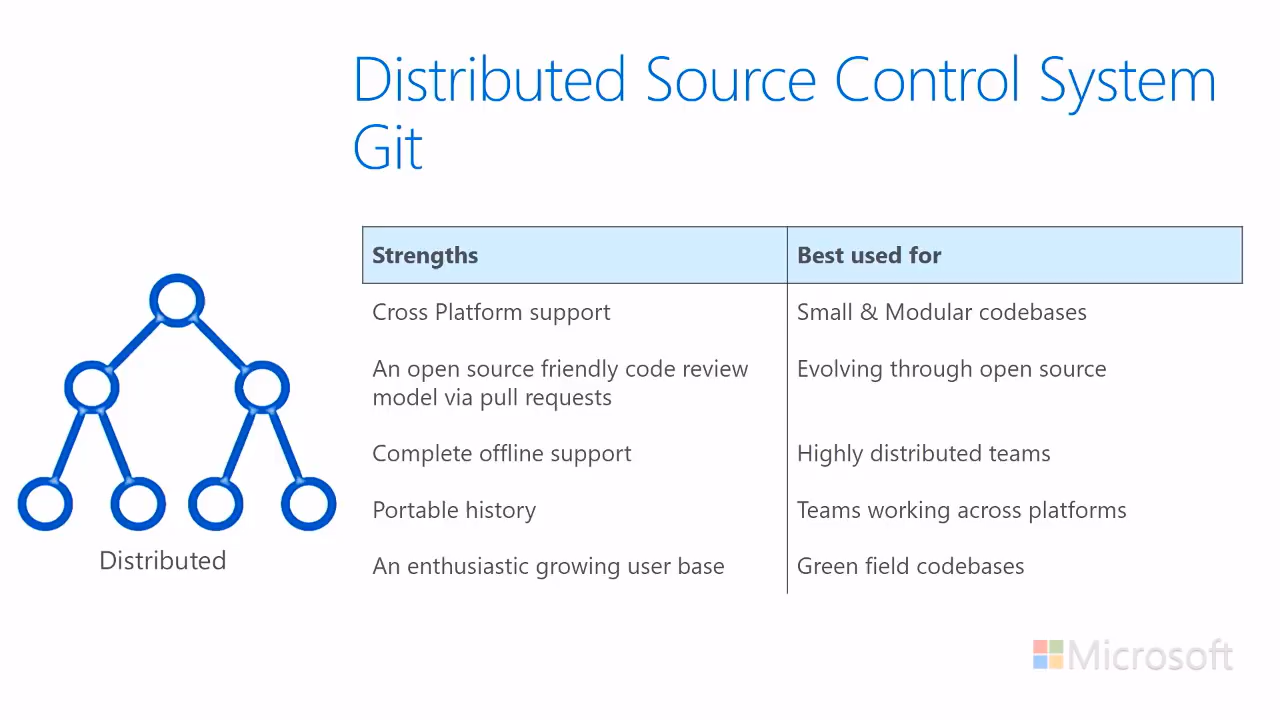 Distributed Source Control System
Git
Strengths
Best used for
Cross Platform support
Small & Modular codebases
An open source friendly code review
model via pull requests
Evolving through open source
Complete offline support
Highly distributed teams
Portable history
Teams working across platforms
An enthusiastic growing user base
Green field codebases
Distributed
Microsoft